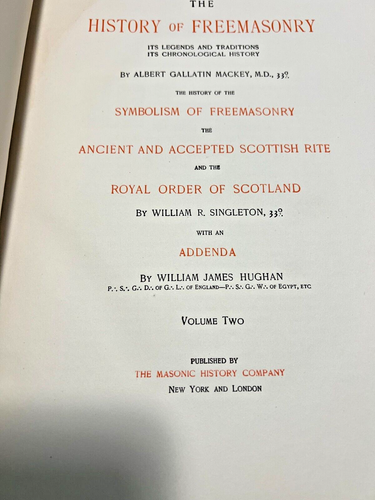 THE
HISTORY OF FREEMASONRY
ITS LEGENDS AND TRADITIONS
ITS CHRONOLOGICAL HISTORY
BY ALBERT GALLATIN MACKEY, M.D., 33º
THE HISTORY OF THE
SYMBOLISM OF FREEMASONRY
THE
ANCIENT AND ACCEPTED SCOTTISH RITE
AND THE
ROYAL ORDER OF SCOTLAND
BY WILLIAM R. SINGLETON, 33º
WITH AN
ADDENDA
BY WILLIAM JAMES HUGHAN
P∴ S∴ G∴ D∴ OF G∴ L∴ OF ENGLAND—P∴ S∴ G∴ W∴ OF EGYPT, ETC.
VOLUME TWO
PUBLISHED BY
THE MASONIC HISTORY COMPANY
NEW YORK AND LONDON